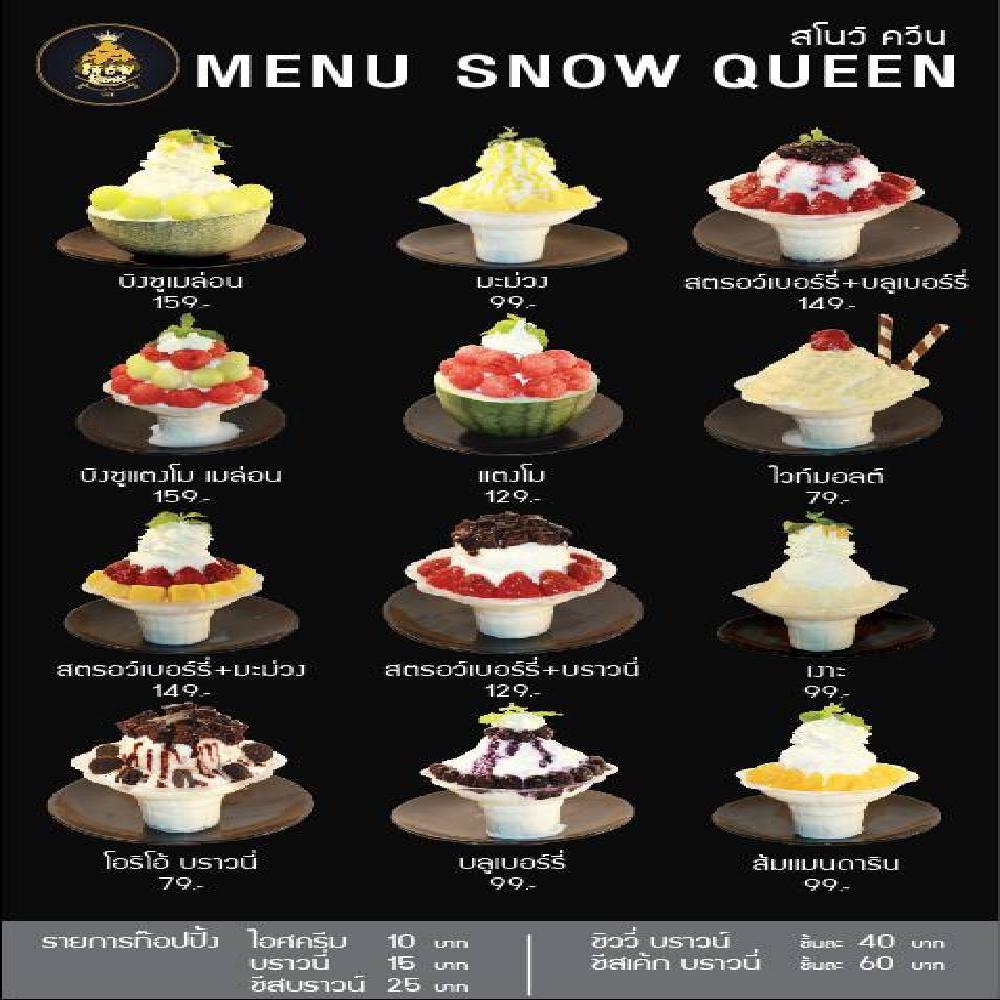 สโนว์ ควีน
MENU SNOW QUEEN
บิงซูเมล่อน
159.-
มะม่วง
99.-
สตรอว์เบอร์รี่+บลูเบอร์รี่
149.-
บิงซูแตงโม เมล่อน
159.-
แตงโม
129.-
ไวท์มอลต์
79.-
สตรอว์เบอร์รี่+มะม่วง
149.-
สตรอว์เบอร์รี่+บราวนี่
129.-
เงาะ
99.-
โอริโอ้ บราวนี่
79.-
บลูเบอร์รี่
99.-
ส้มแมนดาริน
99.-
รายการท๊อปปิ้ง ไอศครีม 10 บาท
บราวนี่ 15 บาท
ชีสบราวน์ 25 บาท
ชิววี่ บราวน์ ชิ้นละ 40 บาท
ชีสเค้ก บราวนี่ ชิ้นละ 60 บาท